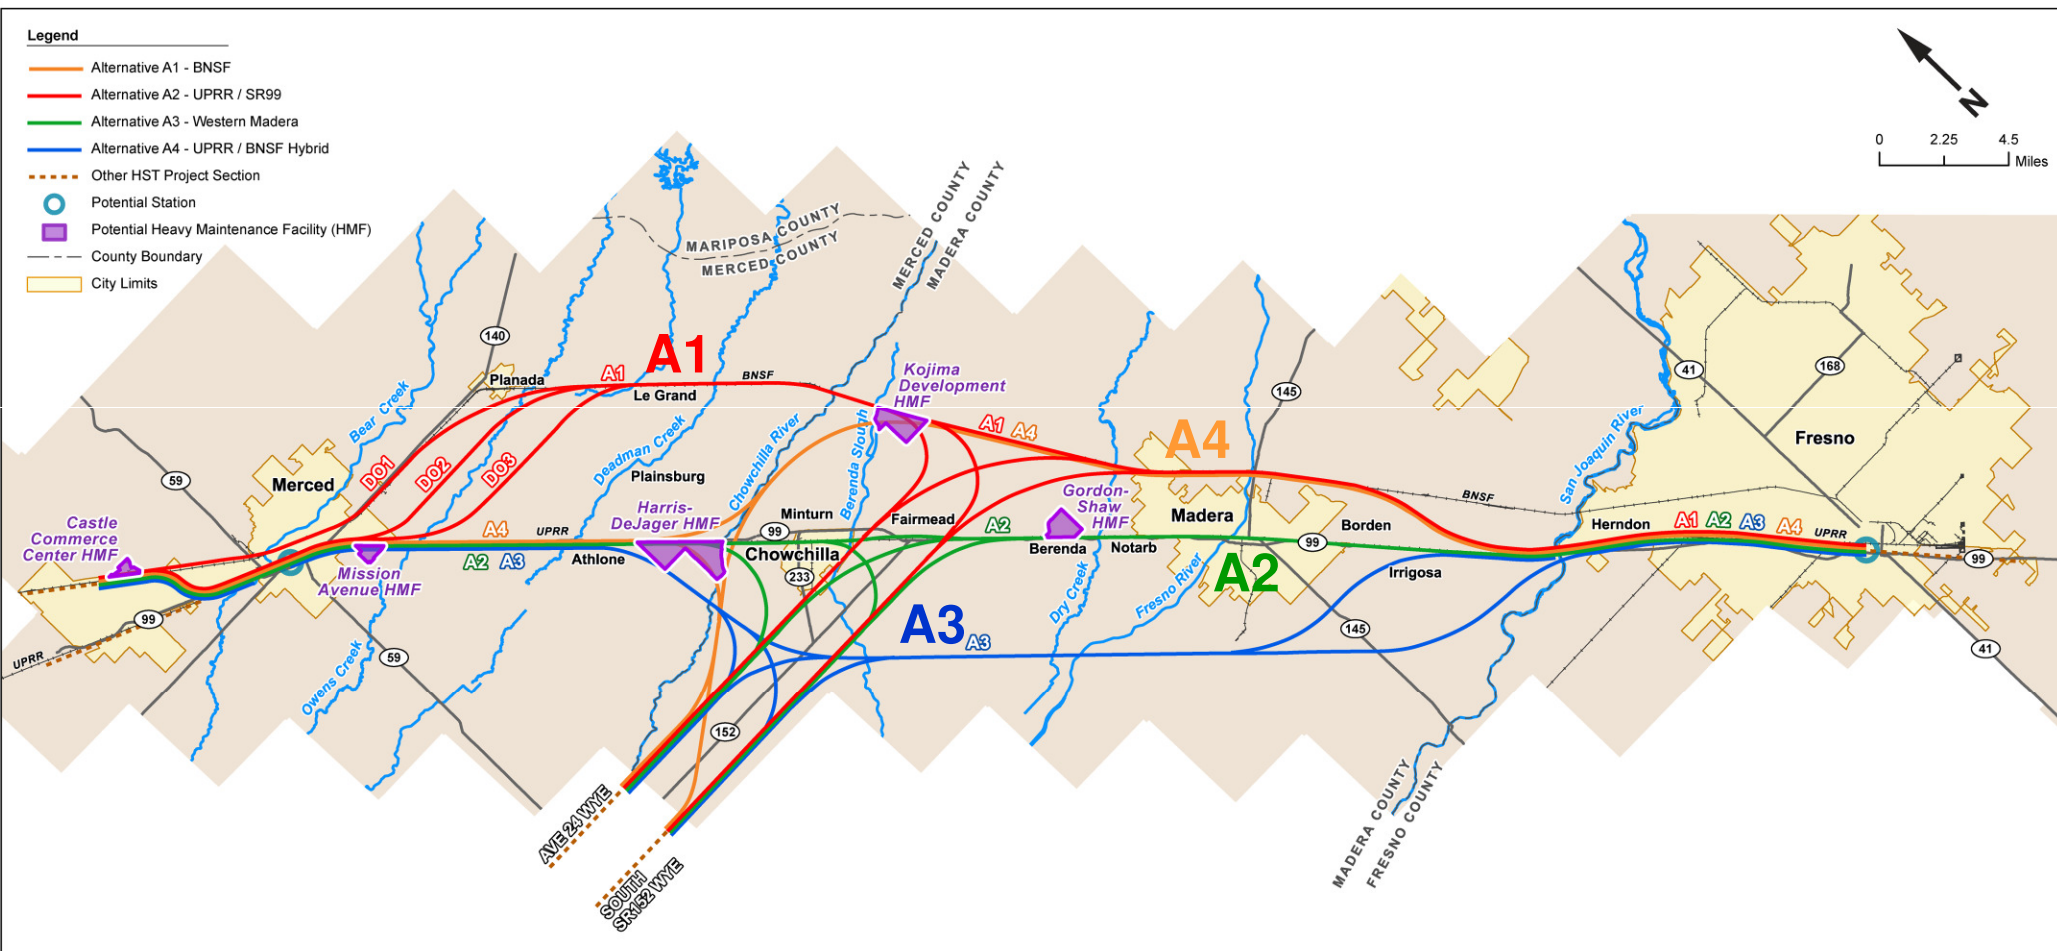 Legend
Alternative A1 - BNSF
Alternative A2 - UPRR / SR99
Alternative A3 - Western Madera
Alternative A4 - UPRR / BNSF Hybrid
Other HST Project Section
Potential Station
Potential Heavy Maintenance Facility (HMF)
County Boundary
City Limits
N
0 2.25 4.5
Miles
MERCED COUNTY
MADERA COUNTY
MARIPOSA COUNTY
MERCED COUNTY
140
A1
Planada
A1
Le Grand
BNSF
Kojima
Development
HMF
A1 A4
A4
145
41
168
Fresno
San Joaquin River
Bear Creek
59
Merced
DO1
DO2
DO3
Deadman Creek
Plainsburg
Chowchilla River
Berenda Slough
Harris-
DeJager HMF
Minturn
99
Fairmead
A2
Gordon-
Shaw
HMF
Madera
BNSF
Borden
99
Herndon
A1 A2 A3 A4
UPRR
99
Castle
Commerce
Center HMF
A4
UPRR
Mission
Avenue HMF
A2 A3
Athlone
Chowchilla
233
Berenda
Notarb
A2
Irrigosa
Dry Creek
Fresno River
99
UPRR
Owens Creek
59
A3
A3
145
41
152
AVE 24 WYE
SOUTH
SR152 WYE
MADERA COUNTY
FRESNO COUNTY